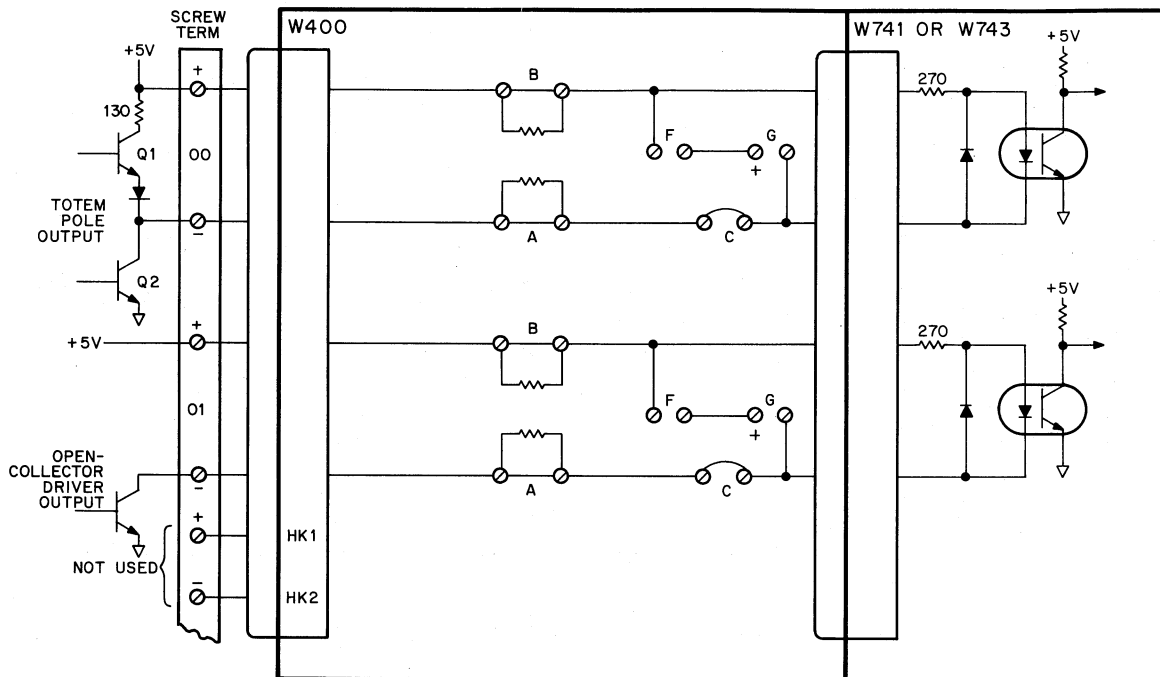 SCREW
TERM
W400
W741 OR W743
+5V
+5V
+
B
270
130
Q1
00
F
G
+
TOTEM
POLE
OUTPUT
–
A
C
Q2
+5V
+
+5V
B
270
01
F
G
+
OPEN-
COLLECTOR
DRIVER
OUTPUT
–
A
C
+
HK1
NOT USED
–
HK2